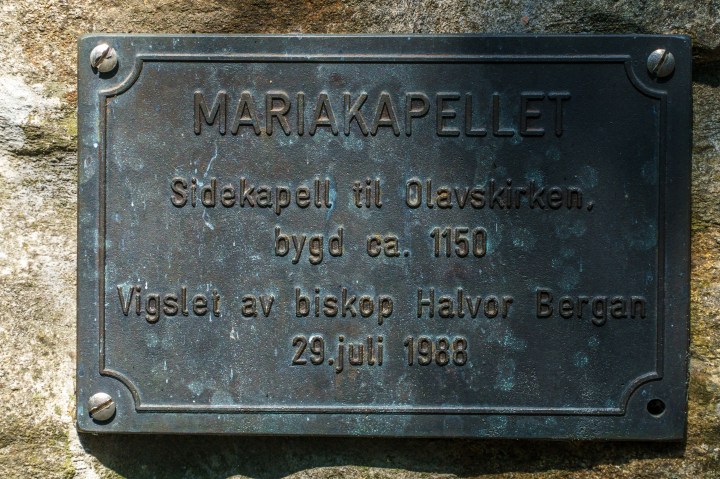 MARIAKAPELLET
Sidekapell til Olavskirken,
bygd ca. 1150
Vigslet av biskop Halvor Bergan
29.juli 1988